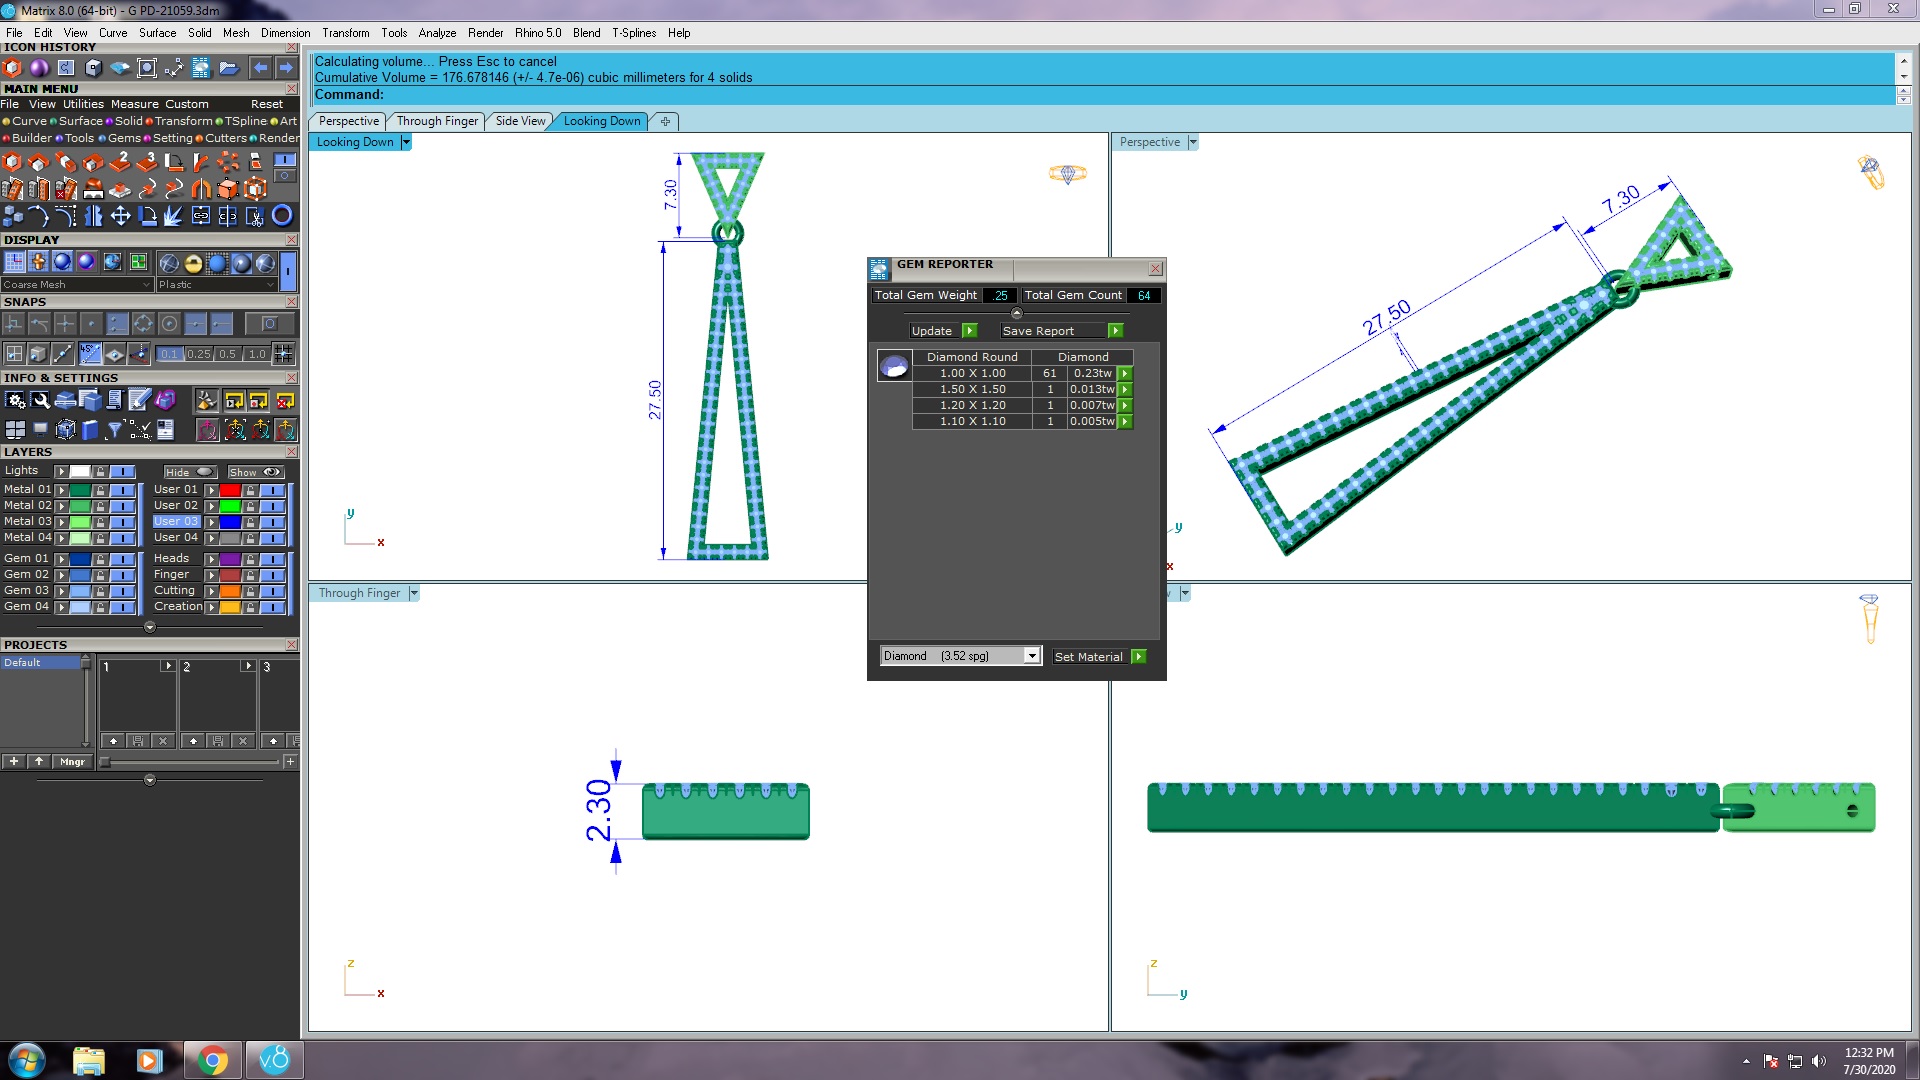 Matrix 8.0 (64-bit) - G PD-21059.3dm
File Edit View Curve Surface Solid Mesh Dimension Transform Tools Analyze Render Rhino 5.0 Blend T-Splines Help
ICON HISTORY
Calculating volume... Press Esc to cancel
Cumulative Volume = 176.678146 (+/- 4.7e-06) cubic millimeters for 4 solids
Command:
MAIN MENU
File View Utilities Measure Custom Reset
Curve Surface Solid Transform TSpline Art
Builder Tools Gems Setting Cutters Render
Perspective Through Finger Side View Looking Down
Looking Down
Perspective
7.30
27.50
7.30
27.50
y
x
y
x
DISPLAY
Coarse Mesh Plastic
SNAPS
45°
0.1 0.25 0.5 1.0
INFO & SETTINGS
LAYERS
Lights Hide Show
Metal 01 User 01
Metal 02 User 02
Metal 03 User 03
Metal 04 User 04
Gem 01 Heads
Gem 02 Finger
Gem 03 Cutting
Gem 04 Creation
PROJECTS
Default
1 2 3
Mngr
GEM REPORTER
Total Gem Weight .25 Total Gem Count 64
Update Save Report
Diamond Round Diamond
1.00 X 1.00 61 0.23tw
1.50 X 1.50 1 0.013tw
1.20 X 1.20 1 0.007tw
1.10 X 1.10 1 0.005tw
Diamond (3.52 spg) Set Material
Through Finger
2.30
z
x
z
y
v8
12:32 PM
7/30/2020